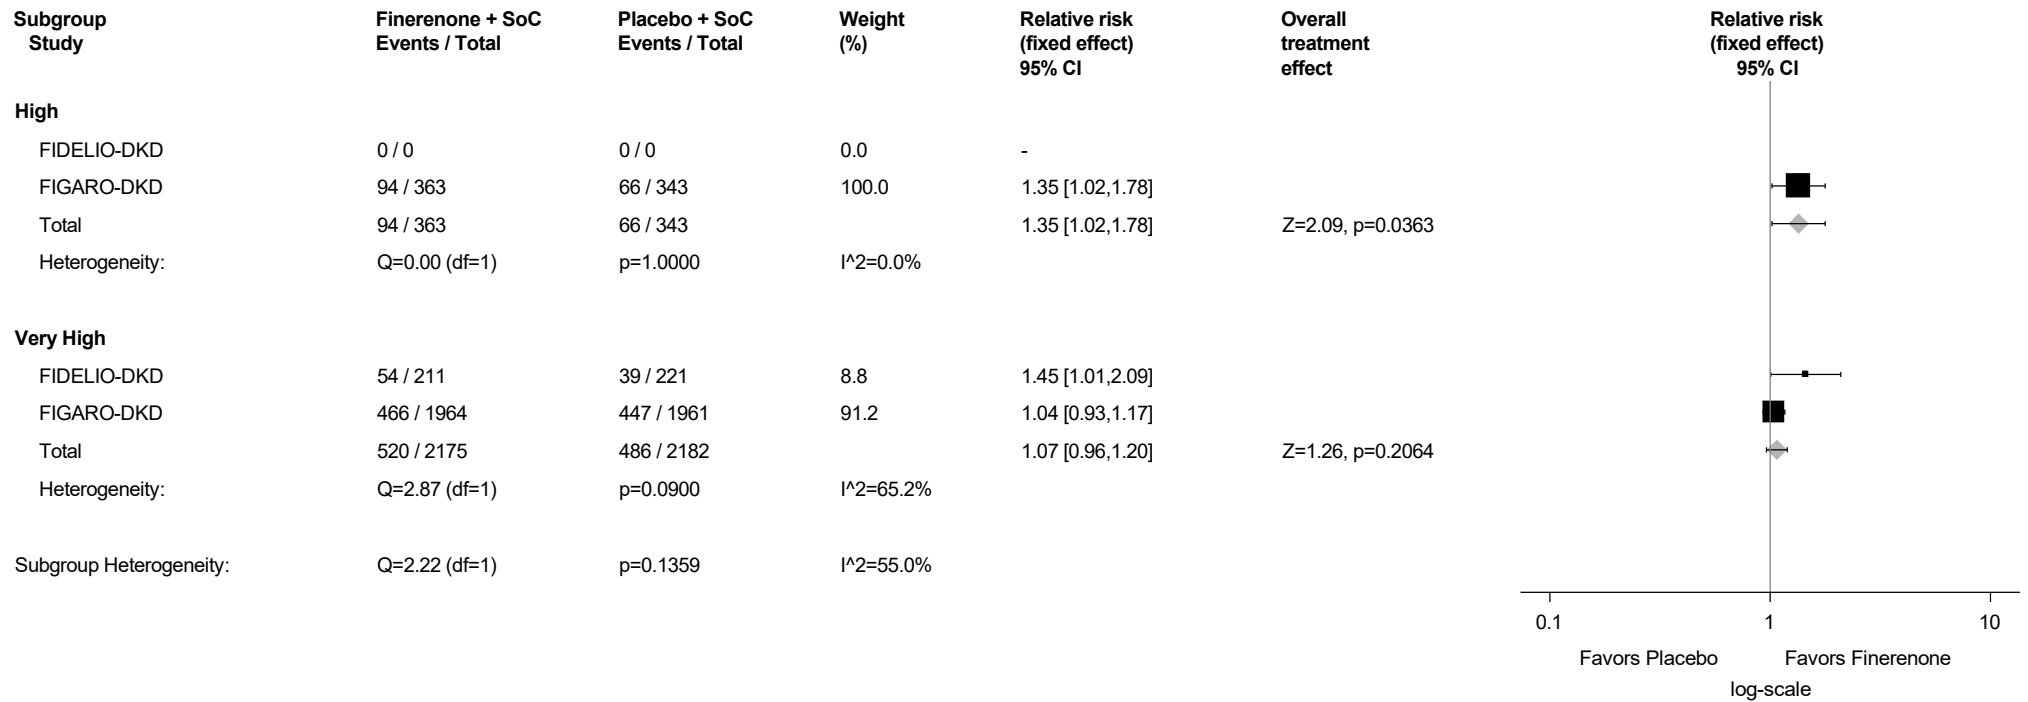 Subgroup Finerenone + SoC Placebo + SoC Weight Relative risk Overall Relative risk
Study Events / Total Events / Total (%) (fixed effect) treatment (fixed effect)
95% CI effect 95% CI
High
FIDELIO-DKD 0 / 0 0 / 0 0.0 -
FIGARO-DKD 94 / 363 66 / 343 100.0 1.35 [1.02,1.78]
Total 94 / 363 66 / 343 1.35 [1.02,1.78] Z=2.09, p=0.0363
Heterogeneity: Q=0.00 (df=1) p=1.0000 I^2=0.0%
Very High
FIDELIO-DKD 54 / 211 39 / 221 8.8 1.45 [1.01,2.09]
FIGARO-DKD 466 / 1964 447 / 1961 91.2 1.04 [0.93,1.17]
Total 520 / 2175 486 / 2182 1.07 [0.96,1.20] Z=1.26, p=0.2064
Heterogeneity: Q=2.87 (df=1) p=0.0900 I^2=65.2%
Subgroup Heterogeneity: Q=2.22 (df=1) p=0.1359 I^2=55.0%
0.1 1 10
Favors Placebo Favors Finerenone
log-scale